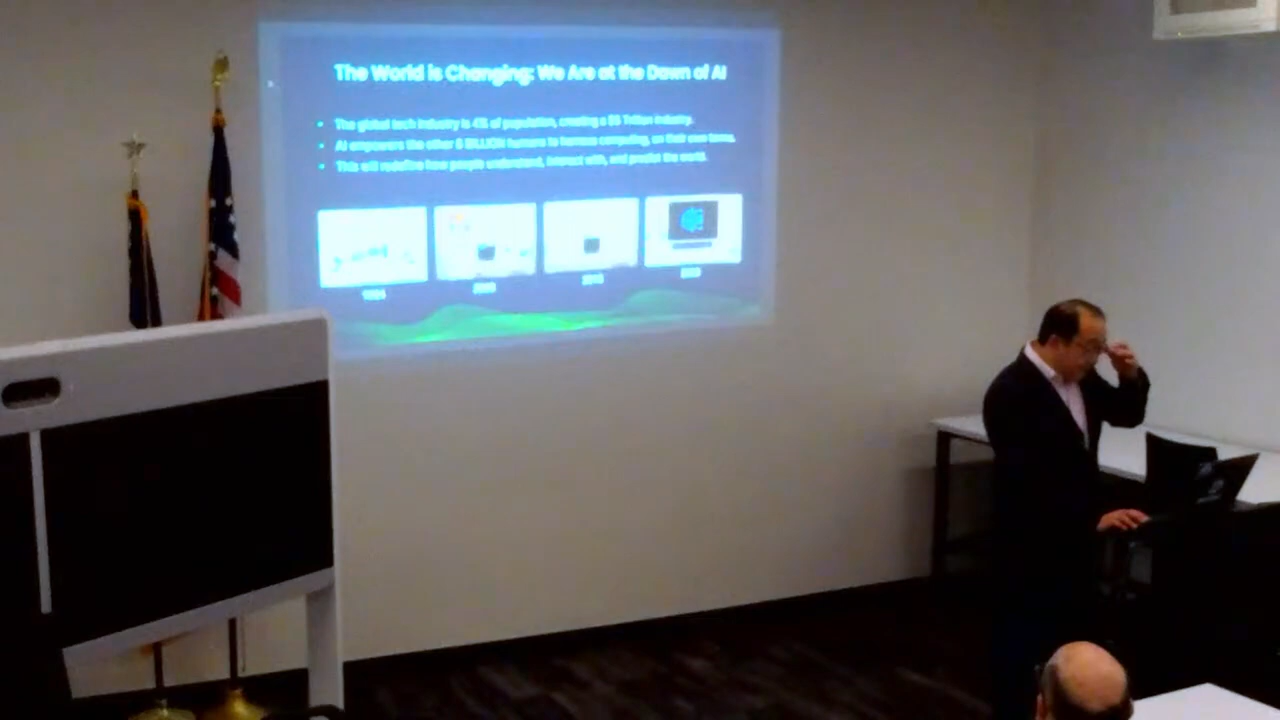 The World is Changing: We Are at the Dawn of AI
The global tech industry is 4% of population, creating a $5 Trillion industry.
AI empowers the other 8 BILLION humans to harness computing, on their own terms.
This will redefine how people understand, interact with, and predict the world.